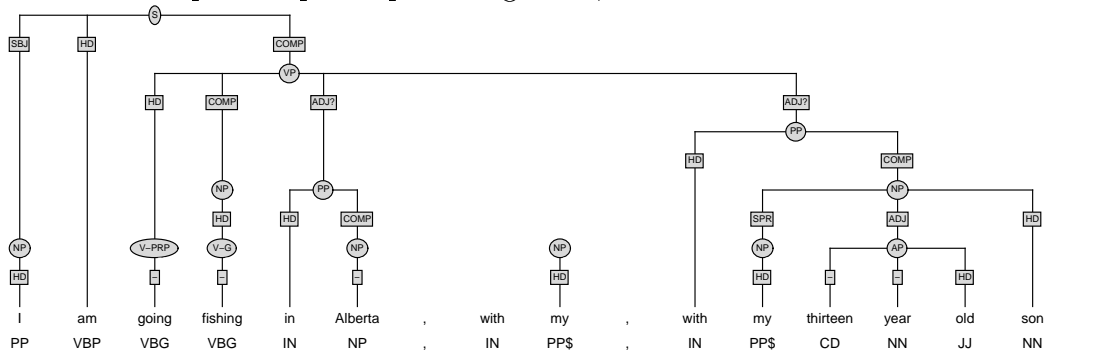 S
SBJ HD COMP
VP
HD COMP ADJ? ADJ?
PP
HD COMP
NP PP NP
HD HD COMP SPR ADJ HD
NP V–PRP V–G NP NP NP AP
HD – – – HD HD – – HD
I am going fishing in Alberta , with my , with my thirteen year old son
PP VBP VBG VBG IN NP , IN PP$ , IN PP$ CD NN JJ NN